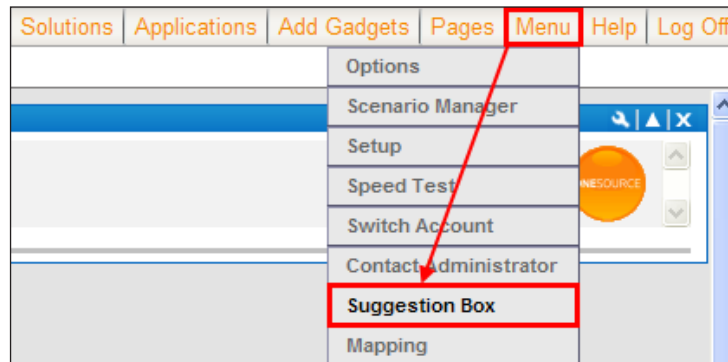 Solutions Applications Add Gadgets Pages Menu Help Log Off
Options
Scenario Manager
Setup
Speed Test
NESOURCE
Switch Account
Contact Administrator
Suggestion Box
Mapping